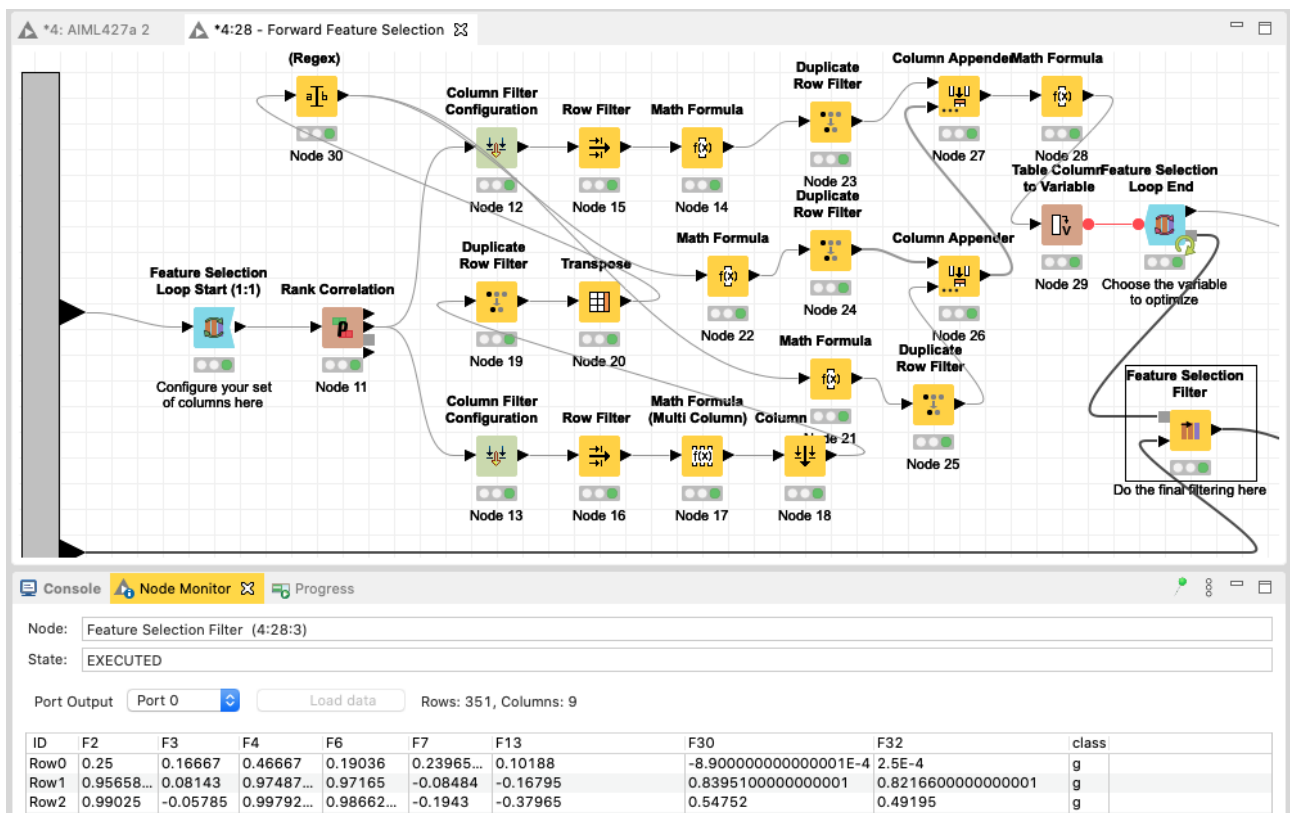 *4: AIML427a 2
*4:28 - Forward Feature Selection
(Regex)
Node 30
Column Filter
Configuration
Node 12
Row Filter
Node 15
Math Formula
Node 14
Duplicate
Row Filter
Node 23
Column Appender
Node 27
Math Formula
Node 28
Duplicate
Row Filter
Node 24
Math Formula
Node 22
Column Appender
Node 26
Table Column
to Variable
Node 29
Feature Selection
Loop End
Choose the variable
to optimize
Feature Selection
Loop Start (1:1)
Configure your set
of columns here
Rank Correlation
Node 11
Duplicate
Row Filter
Node 19
Transpose
Node 20
Math Formula
Node 21
Duplicate
Row Filter
Node 25
Column Filter
Configuration
Node 13
Row Filter
Node 16
Math Formula
(Multi Column)
Node 17
Column
Node 18
Feature Selection
Filter
Do the final filtering here
Console
Node Monitor
Progress
Node: Feature Selection Filter (4:28:3)
State: EXECUTED
Port Output Port 0 Load data Rows: 351, Columns: 9
ID F2 F3 F4 F6 F7 F13 F30 F32 class
Row0 0.25 0.16667 0.46667 0.19036 0.23965... 0.10188 -8.900000000000001E-4 2.5E-4 g
Row1 0.95658... 0.08143 0.97487... 0.97165 -0.08484 -0.16795 0.8395100000000001 0.8216600000000001 g
Row2 0.99025 -0.05785 0.99792... 0.98662... -0.1943 -0.37965 0.54752 0.49195 g